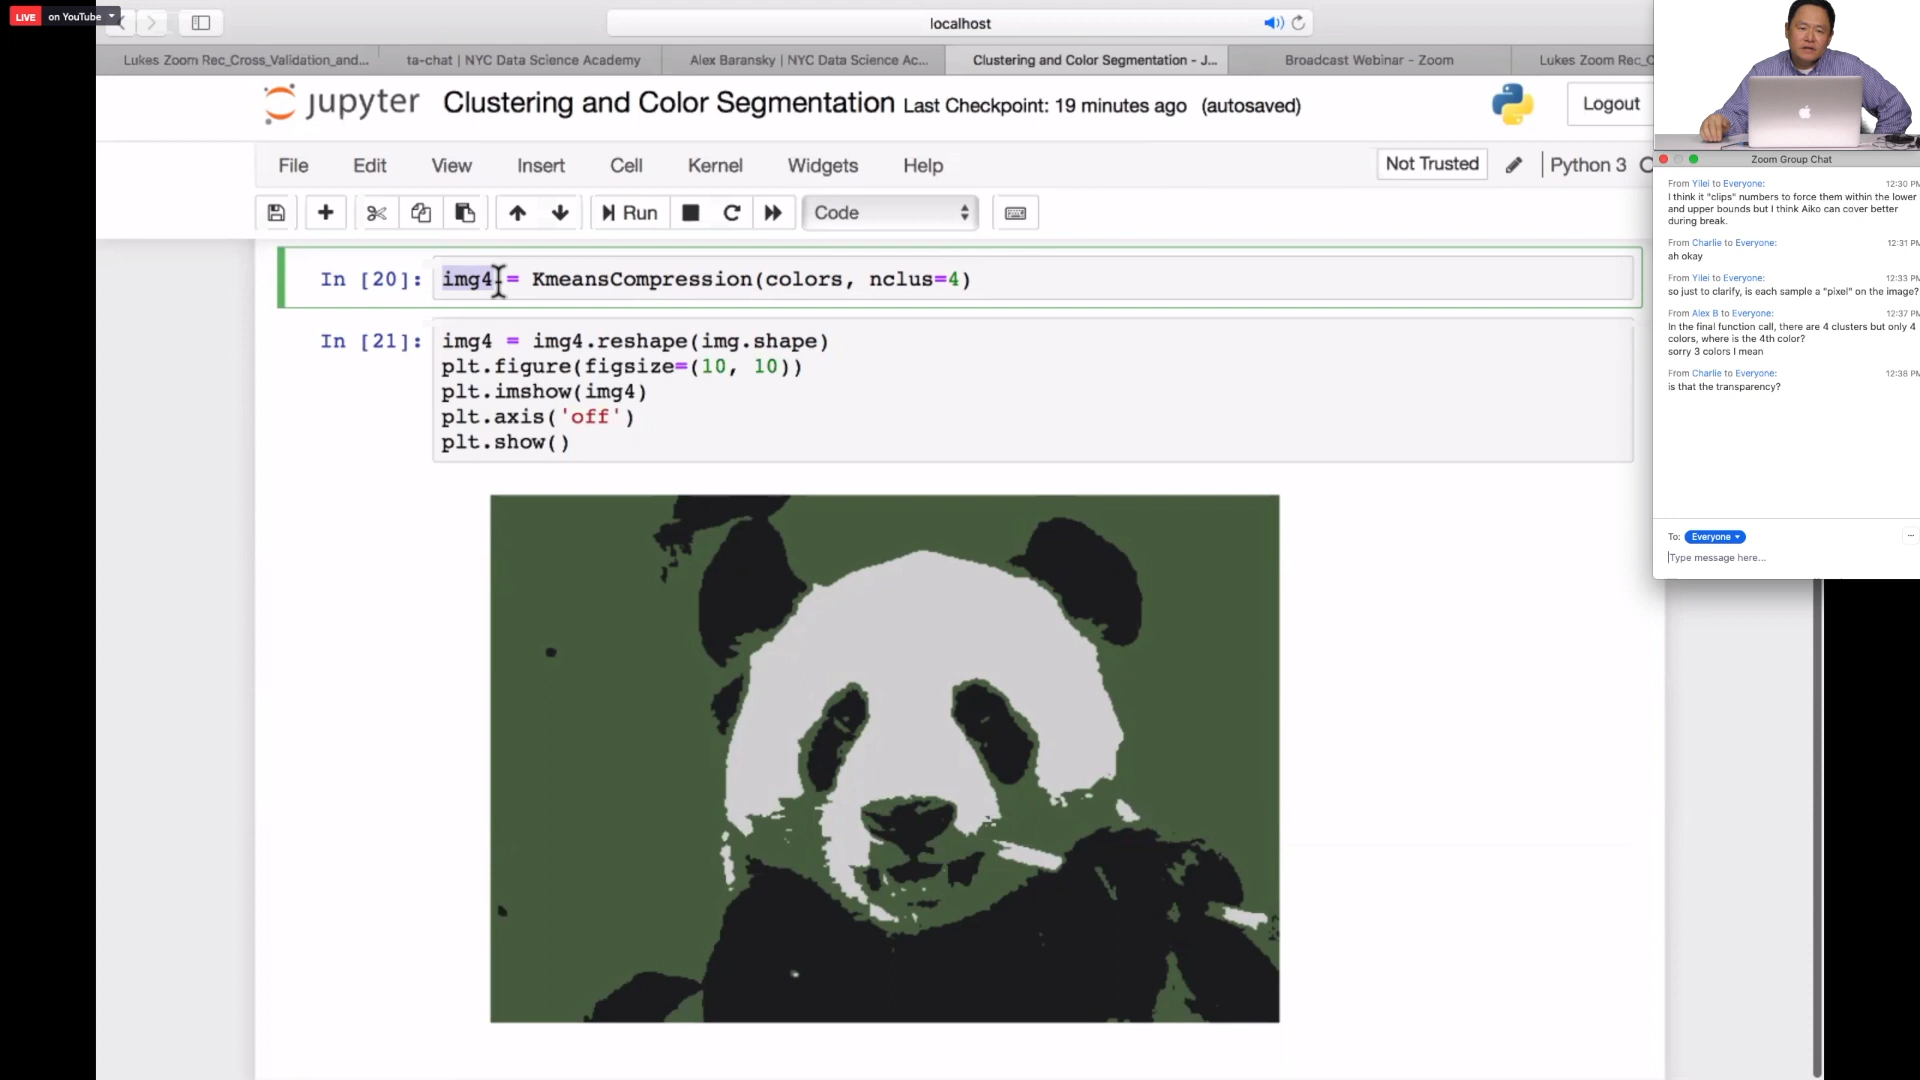 LIVE on YouTube
localhost
Lukes Zoom Rec_Cross_Validation_and...
ta-chat | NYC Data Science Academy
Alex Baransky | NYC Data Science Ac...
Clustering and Color Segmentation - J...
Broadcast Webinar - Zoom
Lukes Zoom Rec_C
jupyter Clustering and Color Segmentation Last Checkpoint: 19 minutes ago (autosaved)
Logout
File Edit View Insert Cell Kernel Widgets Help
Not Trusted
Python 3
Run
Code
In [20]: img4 = KmeansCompression(colors, nclus=4)
In [21]: img4 = img4.reshape(img.shape)
plt.figure(figsize=(10, 10))
plt.imshow(img4)
plt.axis('off')
plt.show()
Zoom Group Chat
From Yilei to Everyone: 12:30 PM
I think it "clips" numbers to force them within the lower
and upper bounds but I think Aiko can cover better
during break.
From Charlie to Everyone: 12:31 PM
ah okay
From Yilei to Everyone: 12:33 PM
so just to clarify, is each sample a "pixel" on the image?
From Alex B to Everyone: 12:37 PM
In the final function call, there are 4 clusters but only 4
colors, where is the 4th color?
sorry 3 colors I mean
From Charlie to Everyone: 12:38 PM
is that the transparency?
To: Everyone
Type message here...